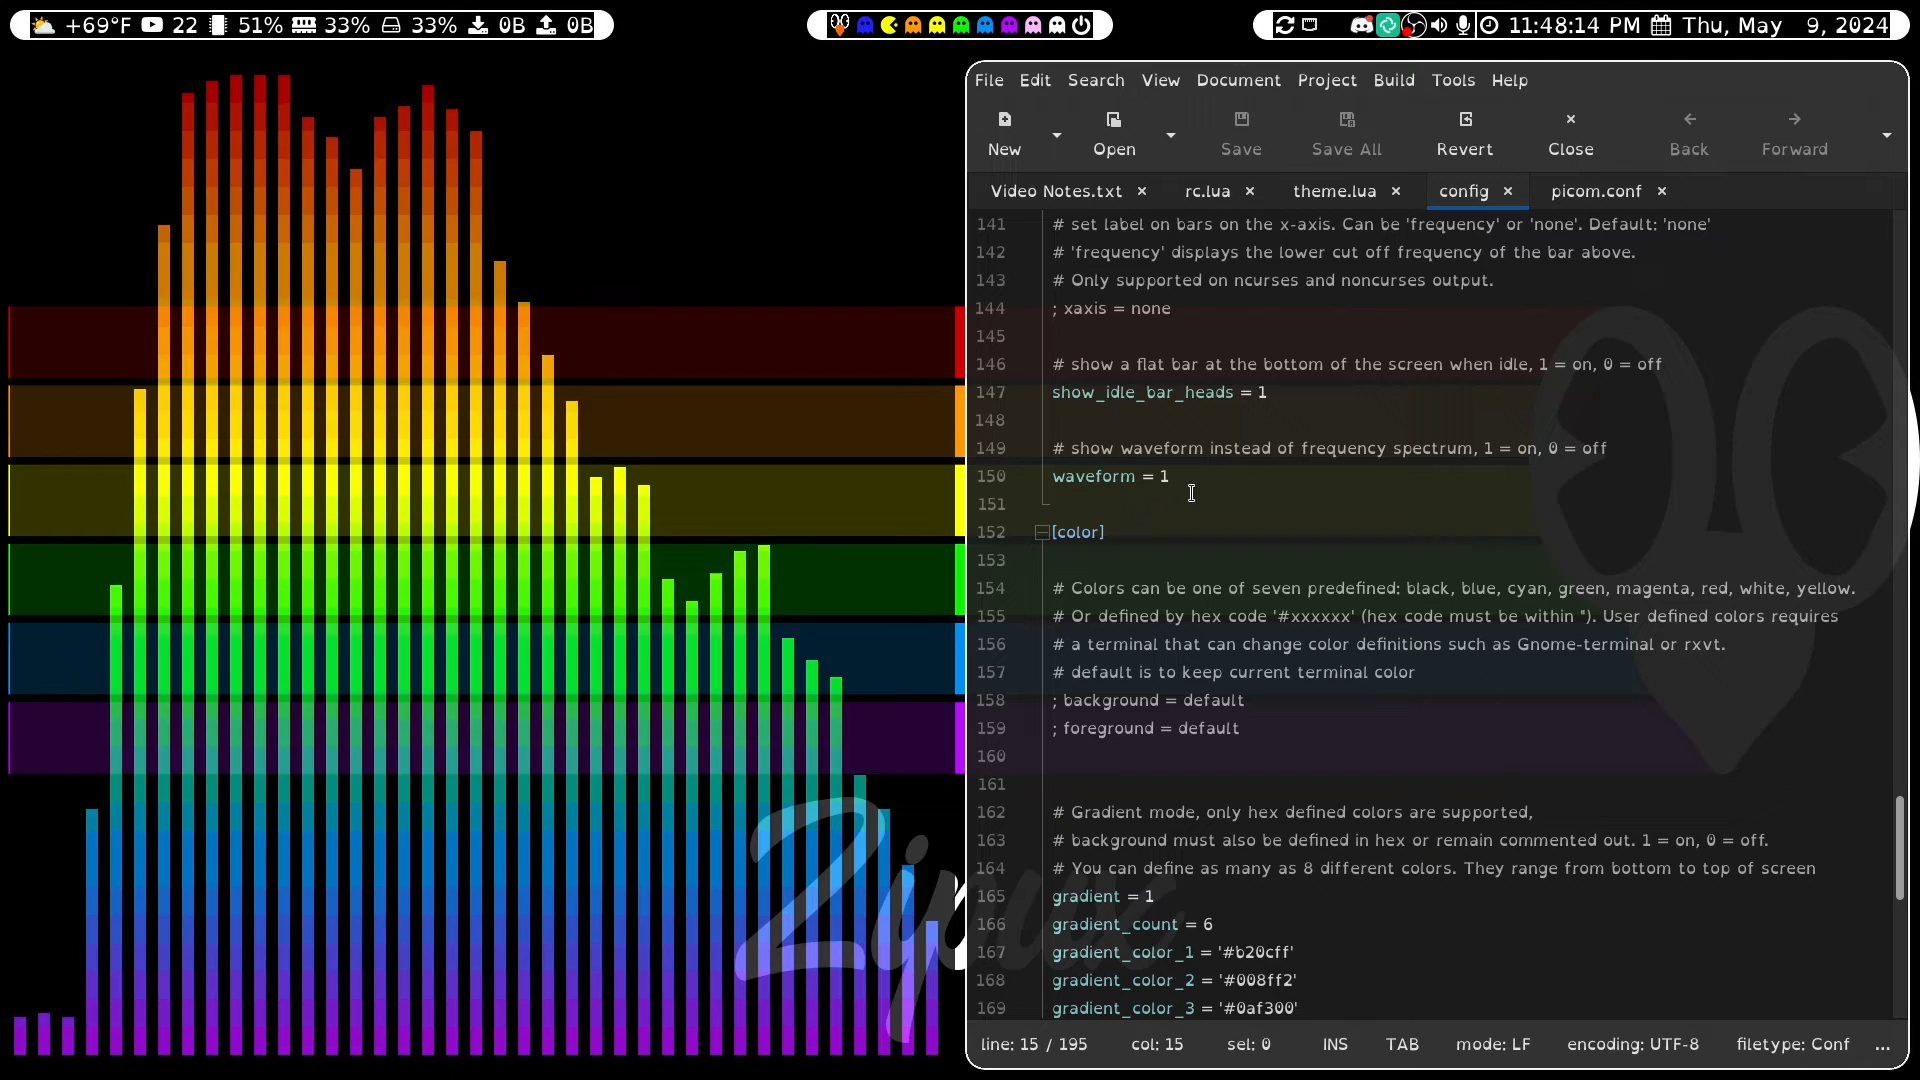 +69°F 22 51% 33% 33% 0B 0B
11:48:14 PM Thu, May 9, 2024
File Edit Search View Document Project Build Tools Help
New Open Save Save All Revert Close Back Forward
Video Notes.txt × rc.lua × theme.lua × config × picom.conf ×
141 # set label on bars on the x-axis. Can be 'frequency' or 'none'. Default: 'none'
142 # 'frequency' displays the lower cut off frequency of the bar above.
143 # Only supported on ncurses and noncurses output.
144 ; xaxis = none
145
146 # show a flat bar at the bottom of the screen when idle, 1 = on, 0 = off
147 show_idle_bar_heads = 1
148
149 # show waveform instead of frequency spectrum, 1 = on, 0 = off
150 waveform = 1
151
152 [color]
153
154 # Colors can be one of seven predefined: black, blue, cyan, green, magenta, red, white, yellow.
155 # Or defined by hex code '#xxxxxx' (hex code must be within ''). User defined colors requires
156 # a terminal that can change color definitions such as Gnome-terminal or rxvt.
157 # default is to keep current terminal color
158 ; background = default
159 ; foreground = default
160
161
162 # Gradient mode, only hex defined colors are supported,
163 # background must also be defined in hex or remain commented out. 1 = on, 0 = off.
164 # You can define as many as 8 different colors. They range from bottom to top of screen
165 gradient = 1
166 gradient_count = 6
167 gradient_color_1 = '#b20cff'
168 gradient_color_2 = '#008ff2'
169 gradient_color_3 = '#0af300'
line: 15 / 195 col: 15 sel: 0 INS TAB mode: LF encoding: UTF-8 filetype: Conf ...